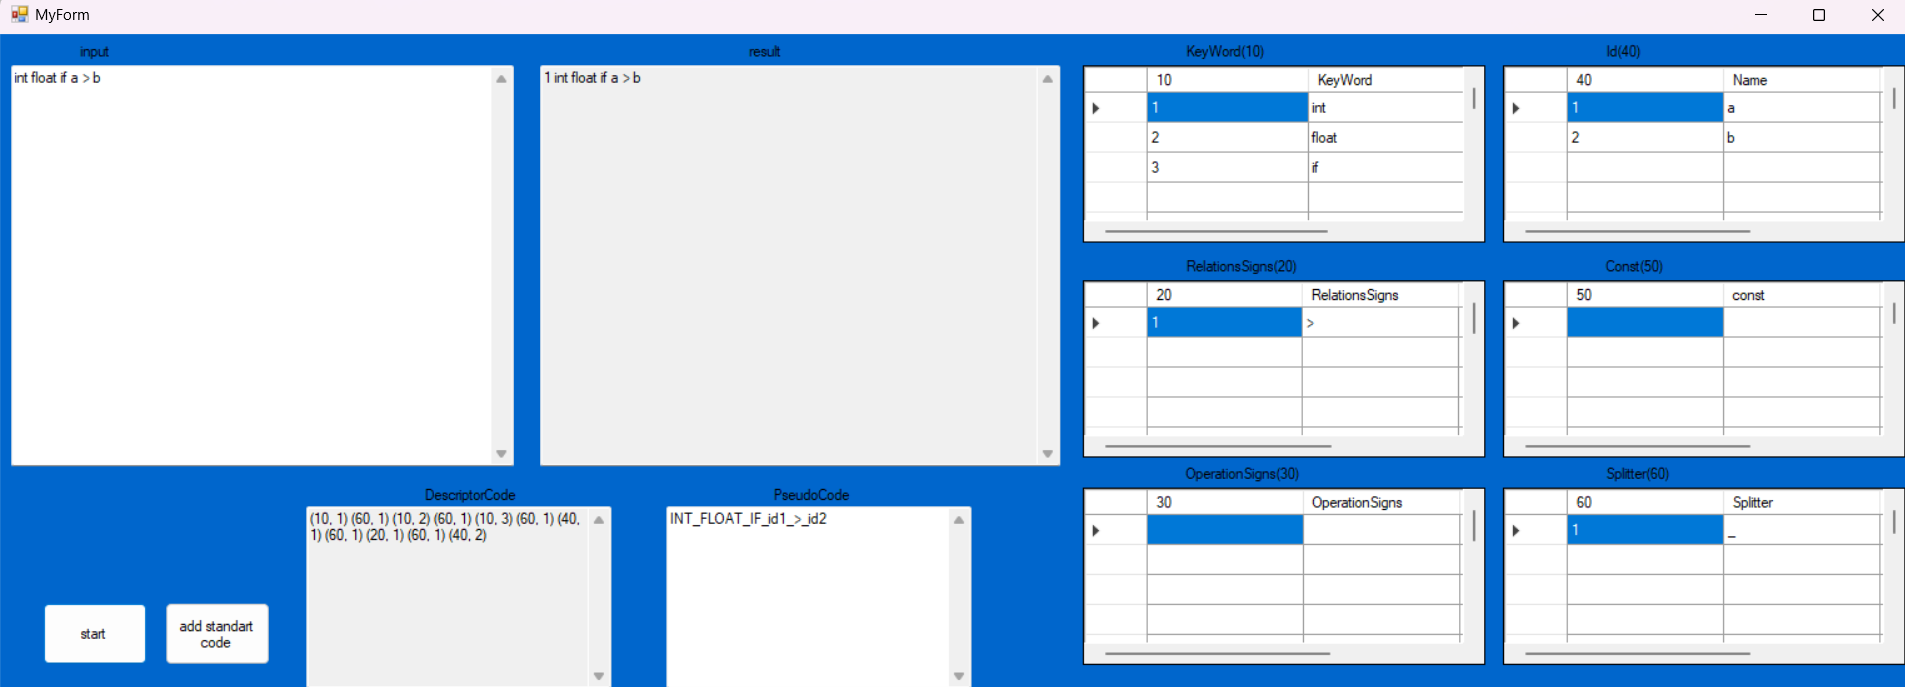 MyForm
input
int float if a > b
result
1 int float if a > b
KeyWord(10)
10 KeyWord
1 int
2 float
3 if
Id(40)
40 Name
1 a
2 b
RelationsSigns(20)
20 RelationsSigns
1 >
Const(50)
50 const
OperationSigns(30)
30 OperationSigns
Splitter(60)
60 Splitter
1 _
DescriptorCode
(10, 1) (60, 1) (10, 2) (60, 1) (10, 3) (60, 1) (40,
1) (60, 1) (20, 1) (60, 1) (40, 2)
PseudoCode
INT_FLOAT_IF_id1_>_id2
start
add standart
code